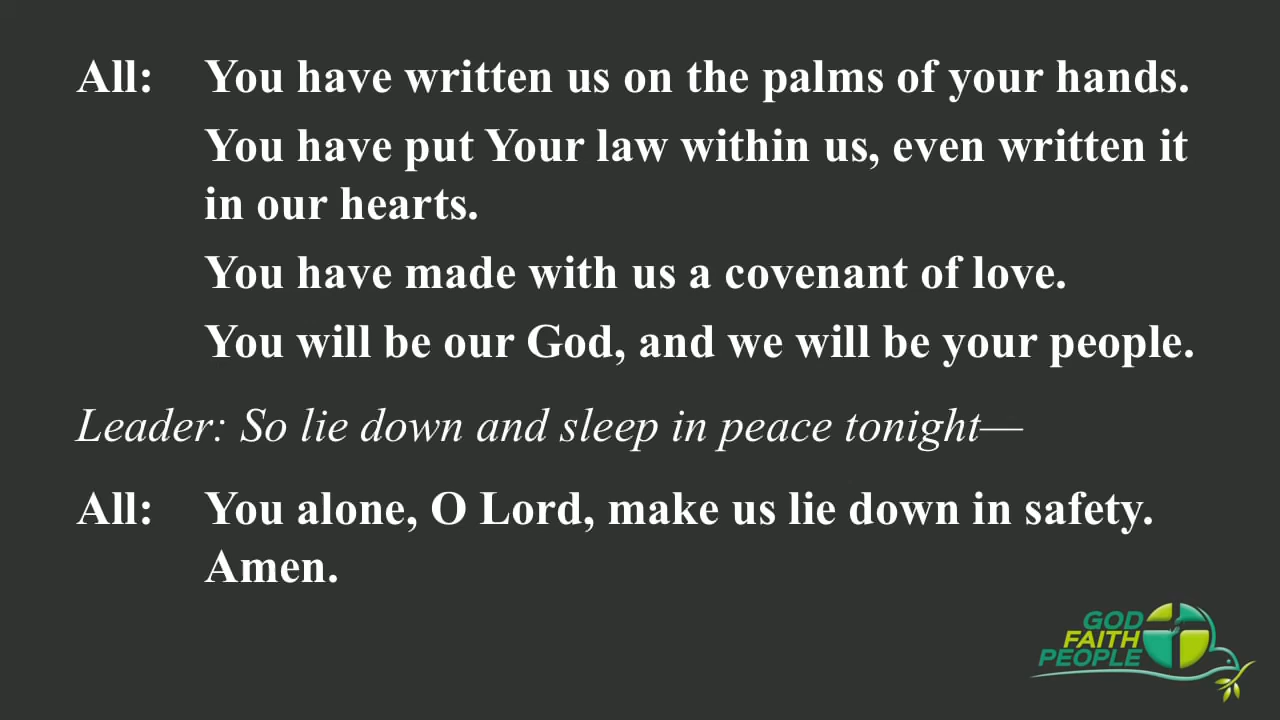 All: You have written us on the palms of your hands.
You have put Your law within us, even written it
in our hearts.
You have made with us a covenant of love.
You will be our God, and we will be your people.
Leader: So lie down and sleep in peace tonight—
All: You alone, O Lord, make us lie down in safety.
Amen.
GOD
FAITH
PEOPLE